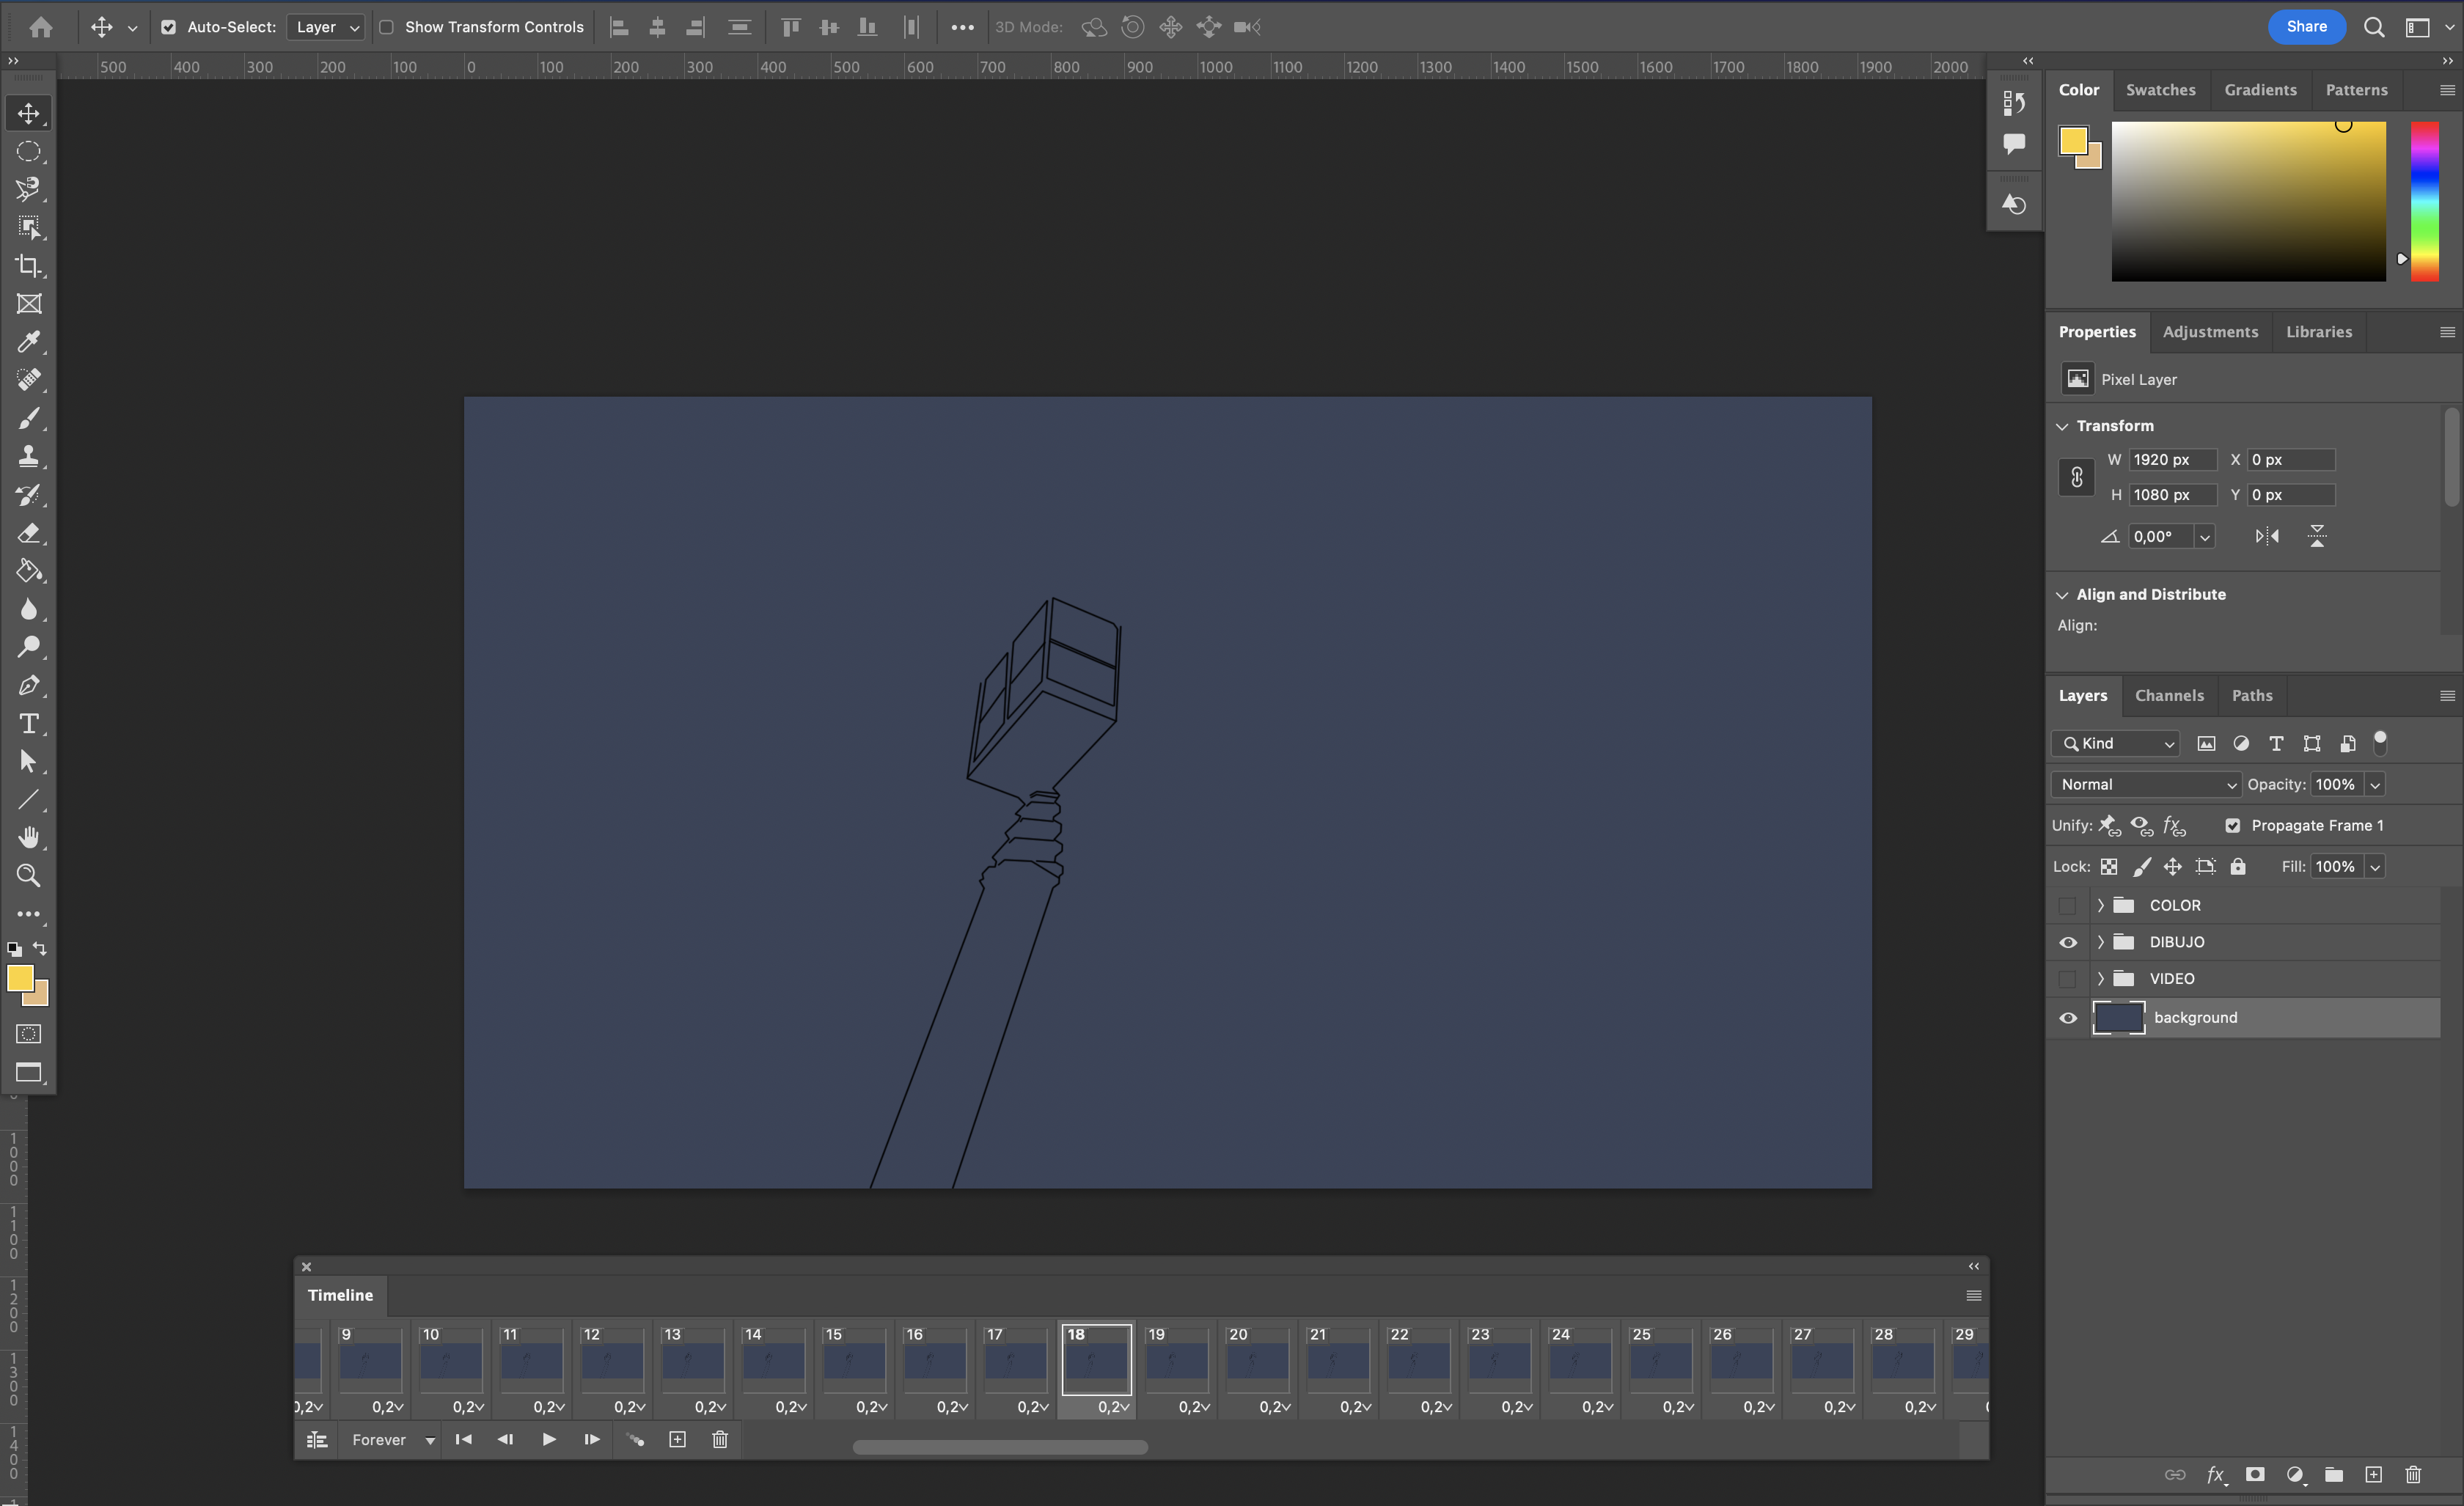 Auto-Select: Layer Show Transform Controls 3D Mode: Share
500 400 300 200 100 0 100 200 300 400 500 600 700 800 900 1000 1100 1200 1300 1400 1500 1600 1700 1800 1900 2000
Color Swatches Gradients Patterns
Properties Adjustments Libraries
Pixel Layer
Transform
W 1920 px X 0 px
H 1080 px Y 0 px
0,00°
Align and Distribute
Align:
Layers Channels Paths
Kind
Normal Opacity: 100%
Unify: Propagate Frame 1
Lock: Fill: 100%
COLOR
DIBUJO
VIDEO
background
1000
1100
1200
1300
1400
Timeline
9 10 11 12 13 14 15 16 17 18 19 20 21 22 23 24 25 26 27 28 29
0,2 0,2 0,2 0,2 0,2 0,2 0,2 0,2 0,2 0,2 0,2 0,2 0,2 0,2 0,2 0,2 0,2 0,2 0,2 0,2 0,2
Forever